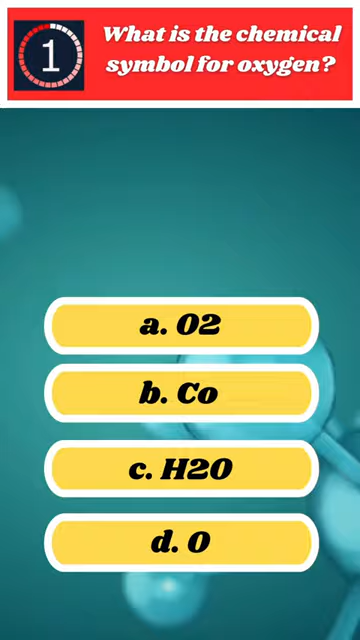 1
What is the chemical
symbol for oxygen?
a. O2
b. Co
c. H2O
d. O